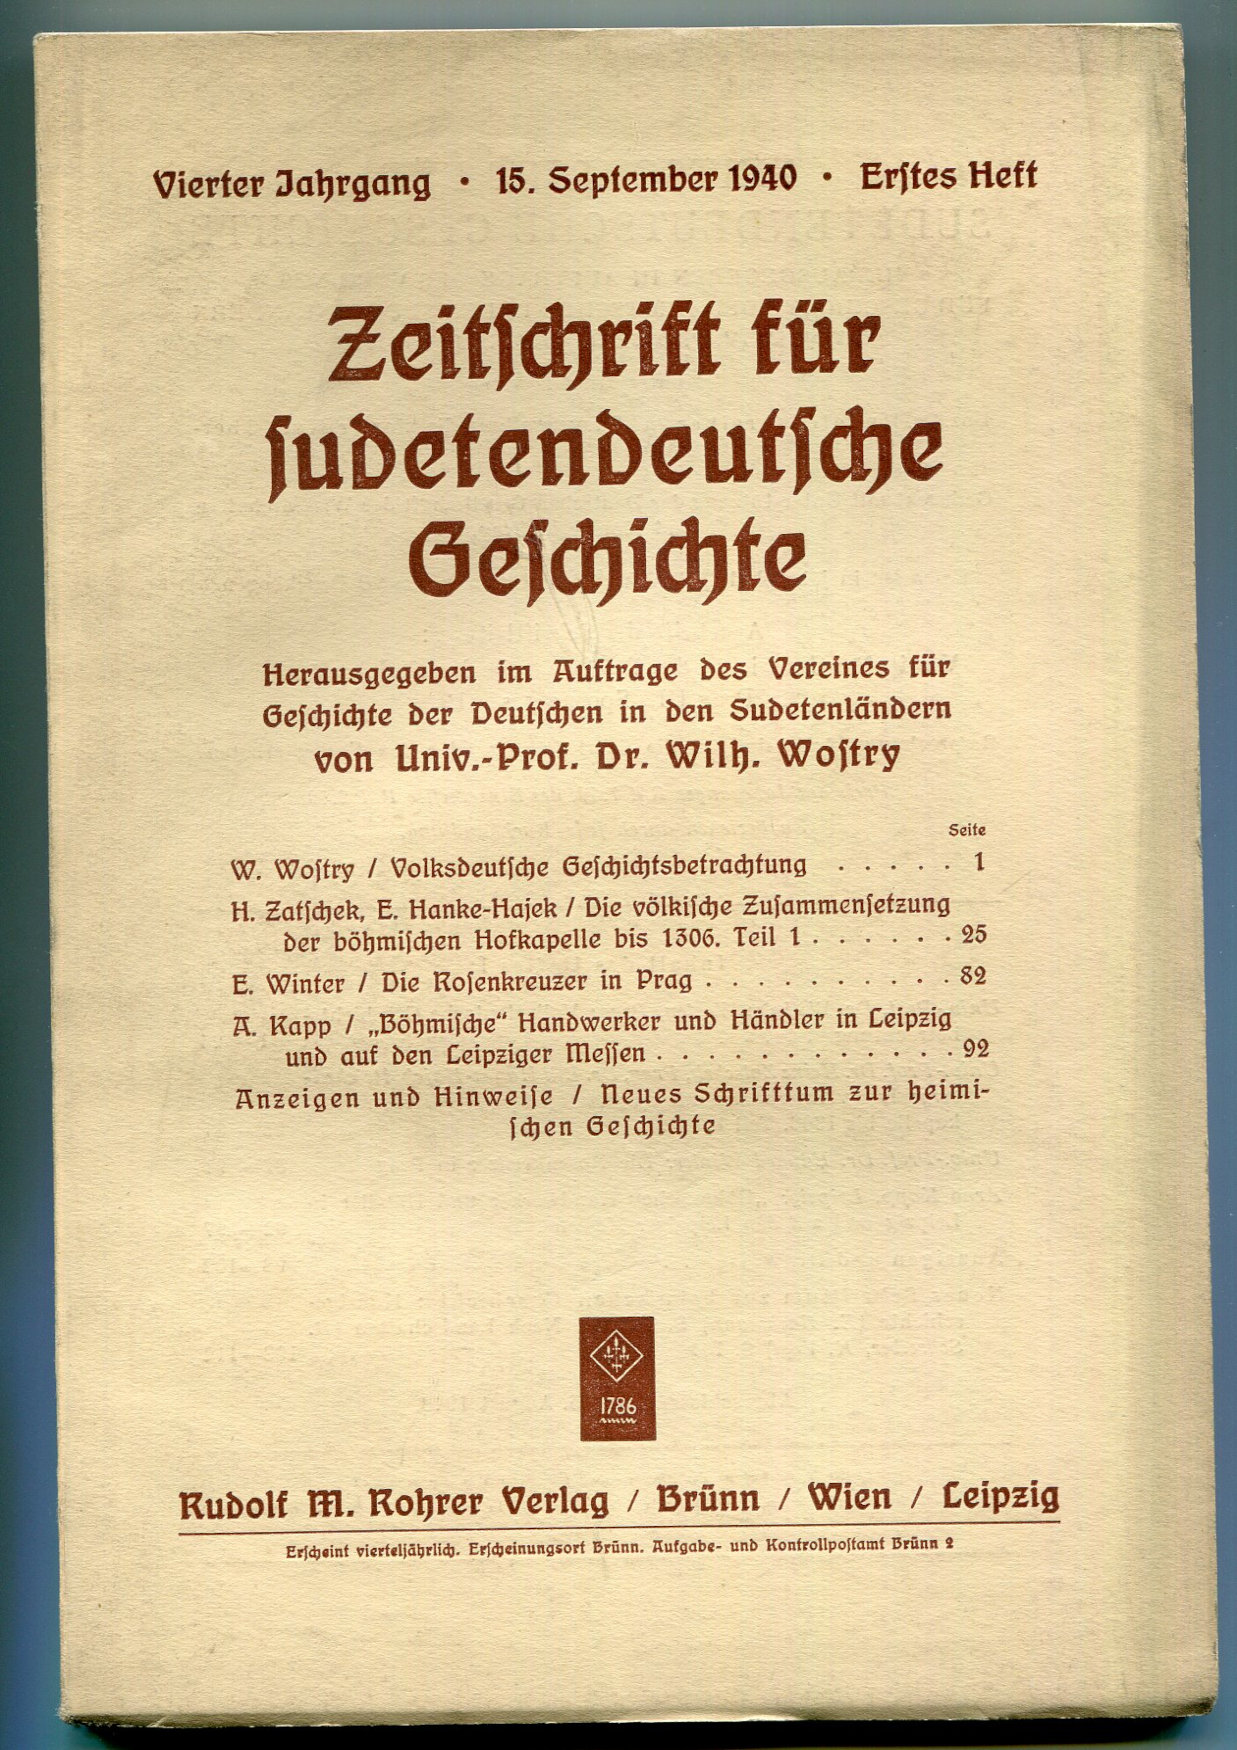 Vierter Jahrgang • 15. September 1940 • Erſtes Heft
Zeitſchrift für
ſudetendeutſche
Geſchichte
Herausgegeben im Auftrage des Vereines für
Geſchichte der Deutſchen in den Sudetenländern
von Univ.-Prof. Dr. Wilh. Woſtry
Seite
W. Woſtry / Volksdeutſche Geſchichtsbetrachtung . . . . . 1
H. Zatſchek, E. Hanke-Hajek / Die völkiſche Zuſammenſetzung
der böhmiſchen Hofkapelle bis 1306. Teil 1 . . . . . . 25
E. Winter / Die Roſenkreuzer in Prag . . . . . . . . . . 82
A. Kapp / „Böhmiſche“ Handwerker und Händler in Leipzig
und auf den Leipziger Meſſen . . . . . . . . . . . . 92
Anzeigen und Hinweiſe / Neues Schrifttum zur heimi-
ſchen Geſchichte
1786
Rudolf M. Rohrer Verlag / Brünn / Wien / Leipzig
Erſcheint vierteljährlich. Erſcheinungsort Brünn. Aufgabe- und Kontrollpoſtamt Brünn 2